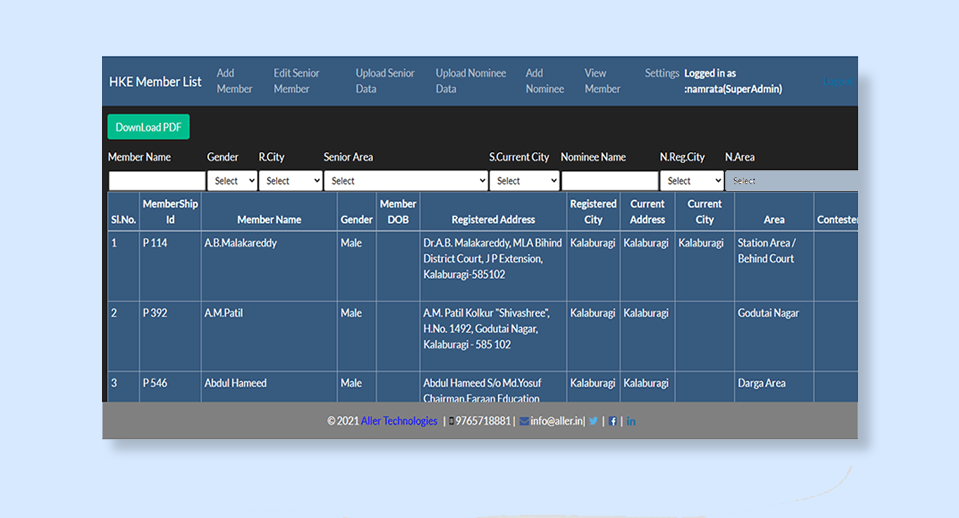 HKE Member List Add Member Edit Senior Member Upload Senior Data Upload Nominee Data Add Nominee View Member Settings Logged in as :namrata(SuperAdmin)
DownLoad PDF
Member Name Gender R.City Senior Area S.Current City Nominee Name N.Reg.City N.Area
Select Select Select Select Select Select
Sl.No. MemberShip Id Member Name Gender Member DOB Registered Address Registered City Current Address Current City Area Conteste
1 P 114 A.B.Malakareddy Male Dr.A.B. Malakareddy, MLA Bihind Kalaburagi Kalaburagi Kalaburagi Station Area /
District Court, J P Extension, Behind Court
Kalaburagi-585102
2 P 392 A.M.Patil Male A.M. Patil Kolkur "Shivashree", Kalaburagi Kalaburagi Godutai Nagar
H.No. 1492, Godutai Nagar,
Kalaburagi - 585 102
3 P 546 Abdul Hameed Male Abdul Hameed S/o Md.Yosuf Kalaburagi Kalaburagi Darga Area
Chairman,Faraan Education
© 2021 Aller Technologies | 9765718881 | info@aller.in| | |